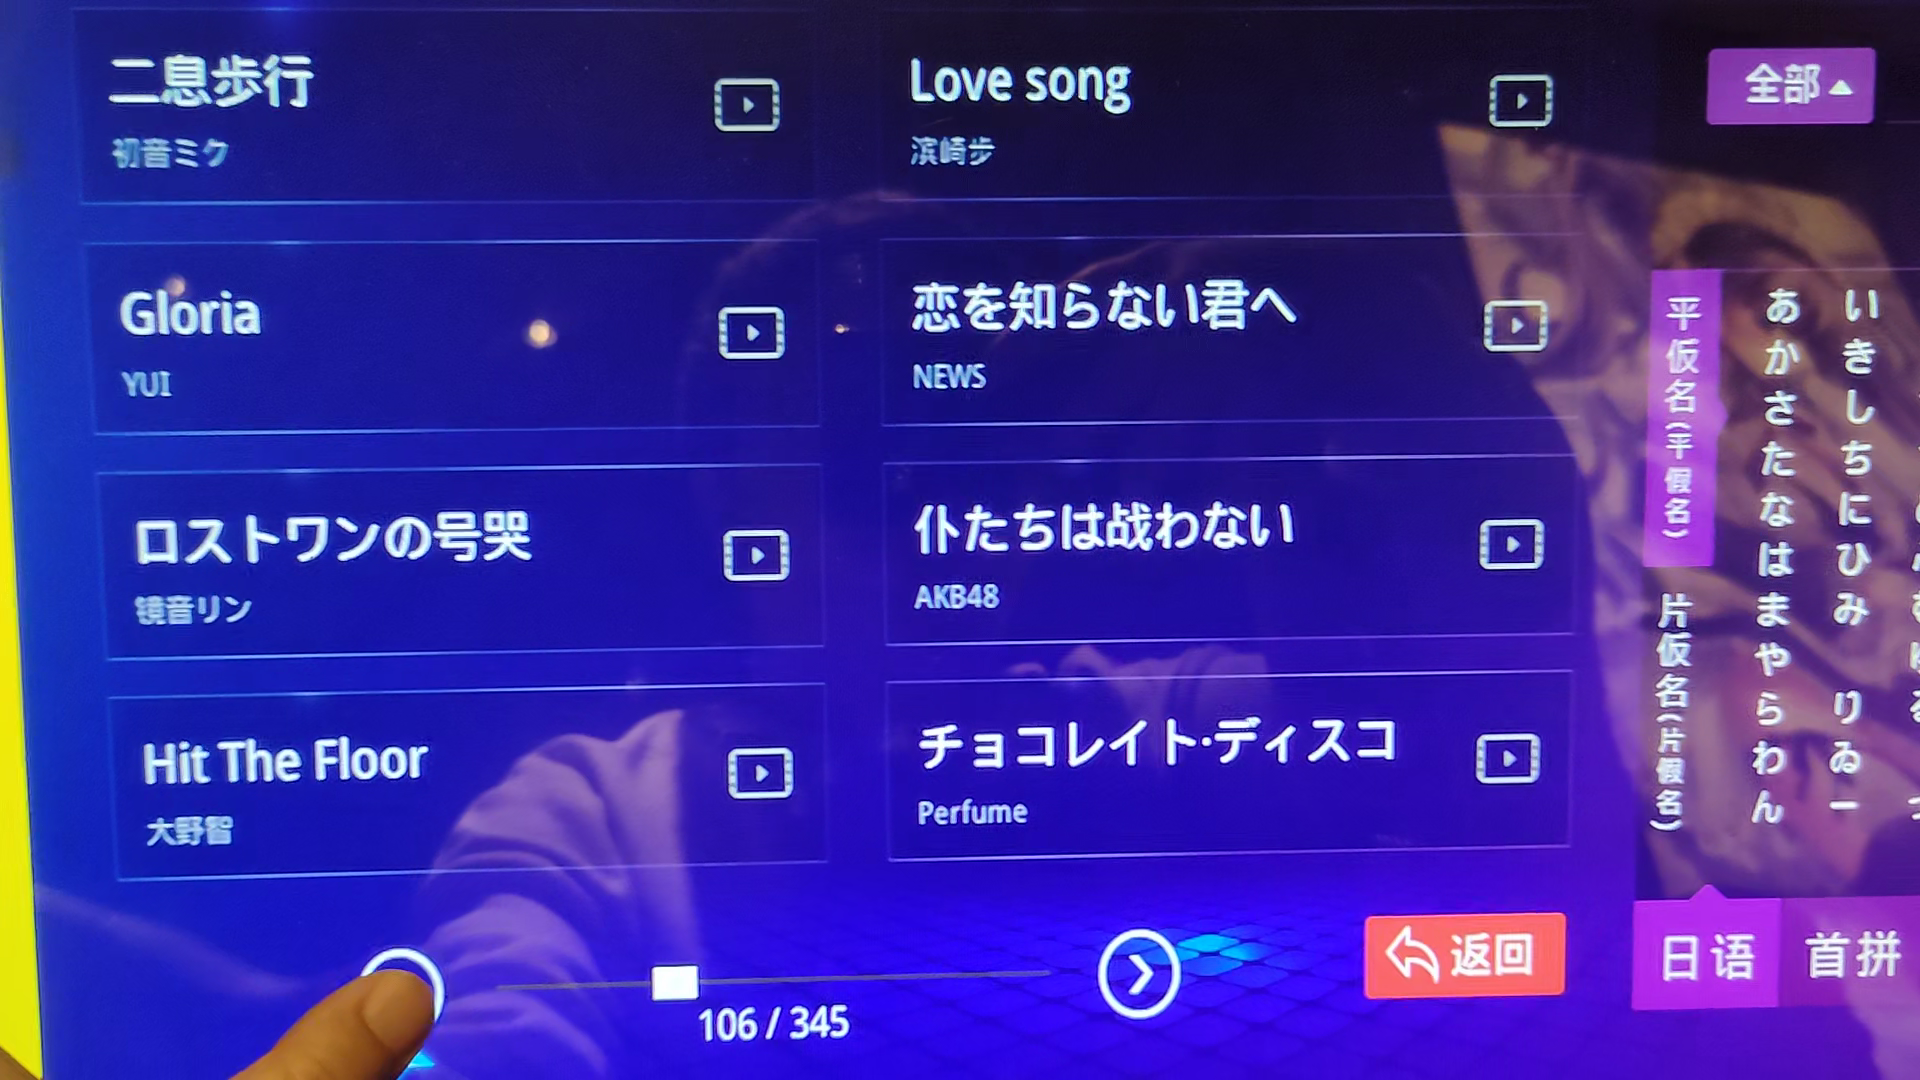 二息歩行
初音ミク
Love song
滨崎步
Gloria
YUI
恋を知らない君へ
NEWS
ロストワンの号哭
镜音リン
仆たちは战わない
AKB48
Hit The Floor
大野智
チョコレイト·ディスコ
Perfume
106 / 345
返回
全部
平仮名(平假名)
片仮名(片假名)
あかさたなはまやらわん
いきしちにひみ りゐー
日语
首拼